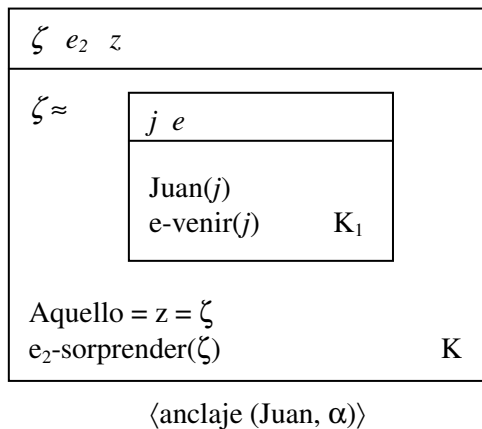 ζ e₂ z
ζ ≈
j e
Juan(j)
e-venir(j) K₁
Aquello = z = ζ
e₂-sorprender(ζ) K
⟨anclaje (Juan, α)⟩